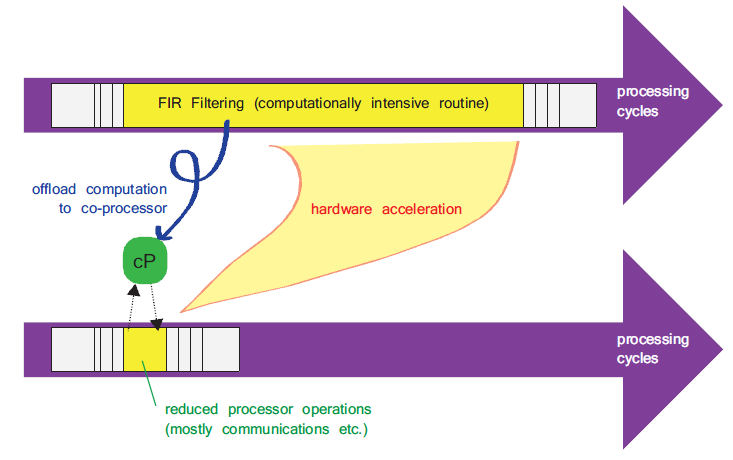 FIR Filtering (computationally intensive routine)
processing
cycles
offload computation
to co-processor
hardware acceleration
cP
processing
cycles
reduced processor operations
(mostly communications etc.)